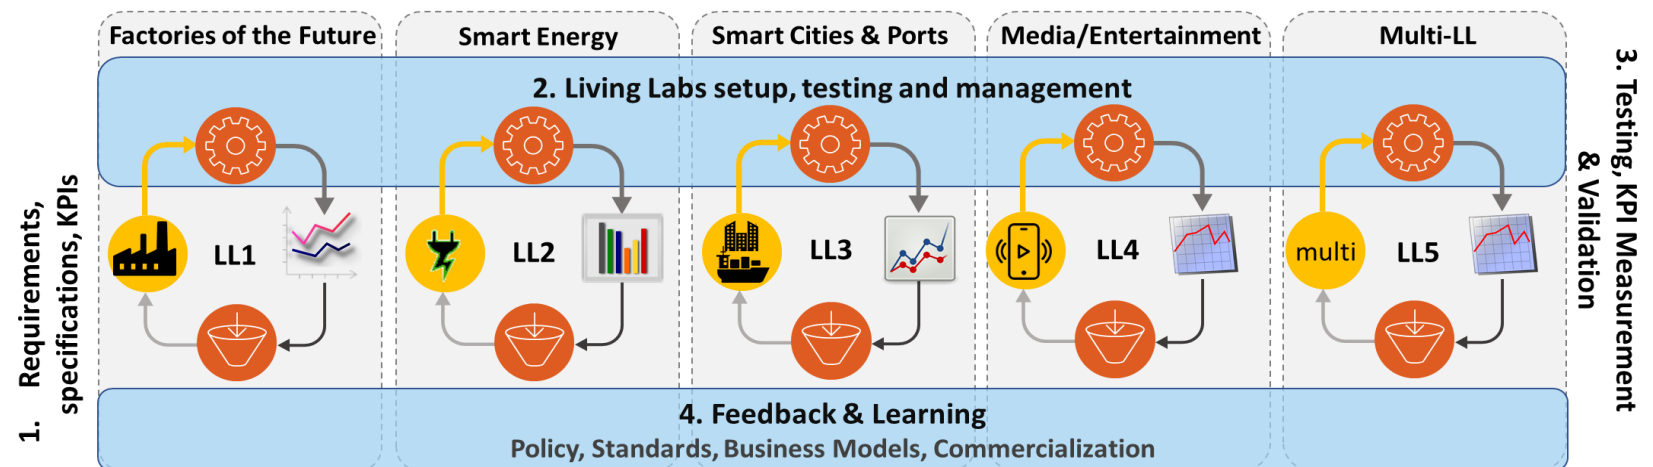 Factories of the Future
Smart Energy
Smart Cities & Ports
Media/Entertainment
Multi-LL
1. Requirements,
specifications, KPIs
2. Living Labs setup, testing and management
3. Testing, KPI Measurement
& Validation
LL1
LL2
LL3
LL4
multi
LL5
4. Feedback & Learning
Policy, Standards, Business Models, Commercialization